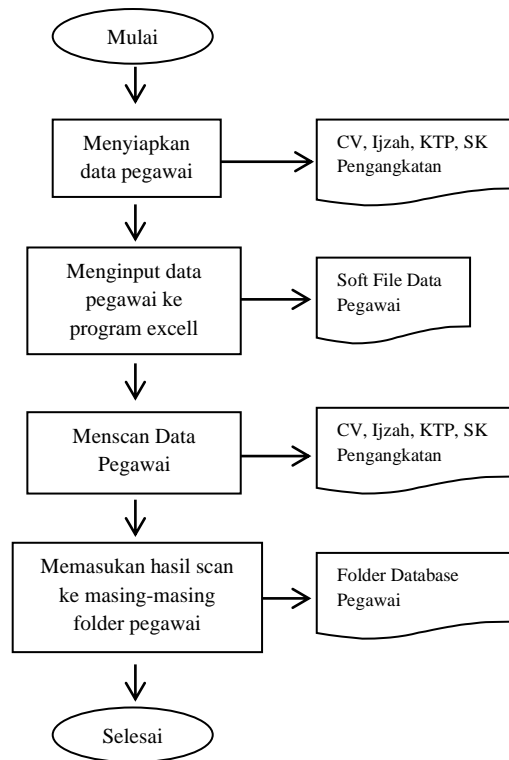 Mulai
Menyiapkan
data pegawai
CV, Ijzah, KTP, SK
Pengangkatan
Menginput data
pegawai ke
program excell
Soft File Data
Pegawai
Menscan Data
Pegawai
CV, Ijzah, KTP, SK
Pengangkatan
Memasukan hasil scan
ke masing-masing
folder pegawai
Folder Database
Pegawai
Selesai